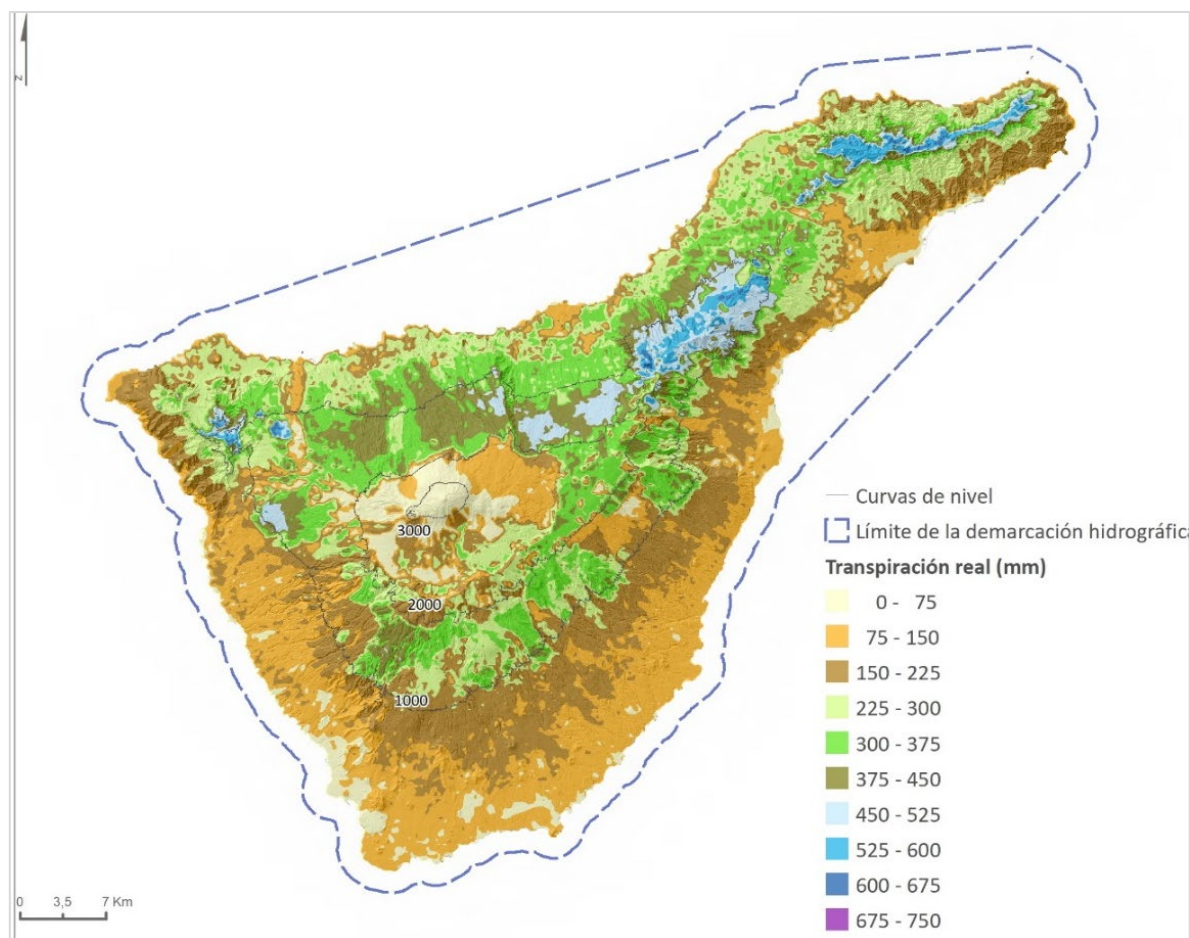 N
3000
2000
1000
Curvas de nivel
Límite de la demarcación hidrográfica
Transpiración real (mm)
0 - 75
75 - 150
150 - 225
225 - 300
300 - 375
375 - 450
450 - 525
525 - 600
600 - 675
675 - 750
0 3,5 7 Km